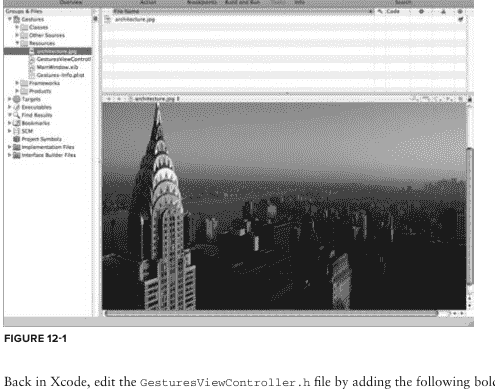 Overview Action Breakpoints Build and Run Tasks Info Search
Groups & Files
File Name
Code
Gestures
architecture.jpg
Classes
Other Sources
Resources
architecture.jpg
GesturesViewControll
MainWindow.xib
Gestures-Info.plist
Frameworks
Products
Targets
architecture.jpg
Executables
Find Results
Bookmarks
SCM
Project Symbols
Implementation Files
Interface Builder Files
FIGURE 12-1
Back in Xcode, edit the GesturesViewController.h file by adding the following bol